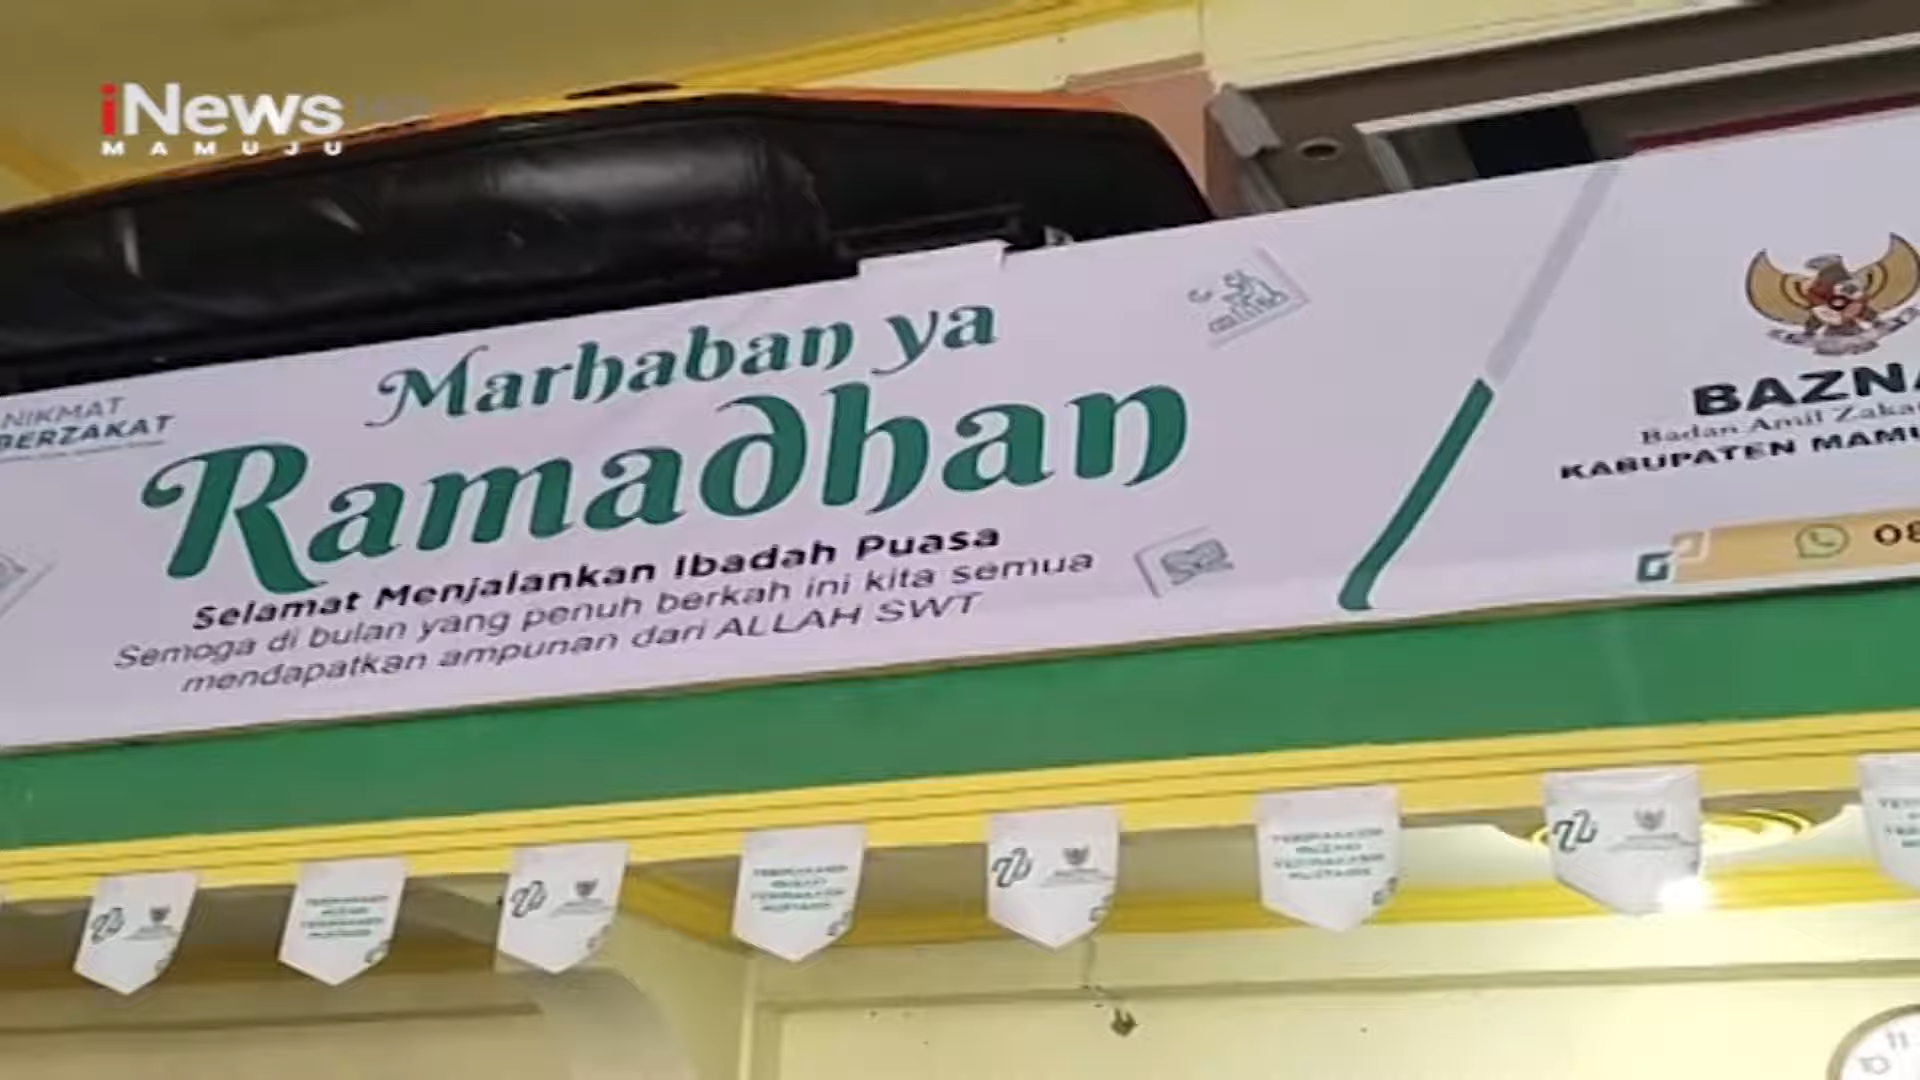 iNews
MAMUJU
NIKMAT
BERZAKAT
Marhaban ya
Ramadhan
Selamat Menjalankan Ibadah Puasa
Semoga di bulan yang penuh berkah ini kita semua
mendapatkan ampunan dari ALLAH SWT
BAZNA
Badan Amil Zaka
KABUPATEN MAMU
08